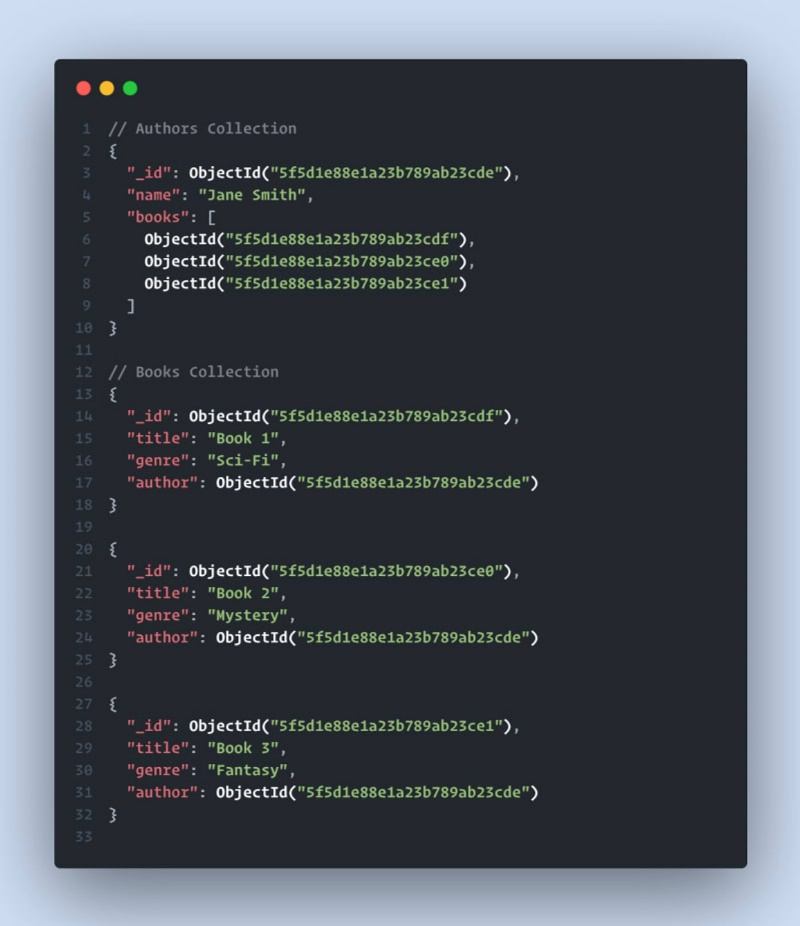 1 // Authors Collection
2 {
3 "_id": ObjectId("5f5d1e88e1a23b789ab23cde"),
4 "name": "Jane Smith",
5 "books": [
6 ObjectId("5f5d1e88e1a23b789ab23cdf"),
7 ObjectId("5f5d1e88e1a23b789ab23ce0"),
8 ObjectId("5f5d1e88e1a23b789ab23ce1")
9 ]
10 }
11
12 // Books Collection
13 {
14 "_id": ObjectId("5f5d1e88e1a23b789ab23cdf"),
15 "title": "Book 1",
16 "genre": "Sci-Fi",
17 "author": ObjectId("5f5d1e88e1a23b789ab23cde")
18 }
19
20 {
21 "_id": ObjectId("5f5d1e88e1a23b789ab23ce0"),
22 "title": "Book 2",
23 "genre": "Mystery",
24 "author": ObjectId("5f5d1e88e1a23b789ab23cde")
25 }
26
27 {
28 "_id": ObjectId("5f5d1e88e1a23b789ab23ce1"),
29 "title": "Book 3",
30 "genre": "Fantasy",
31 "author": ObjectId("5f5d1e88e1a23b789ab23cde")
32 }
33